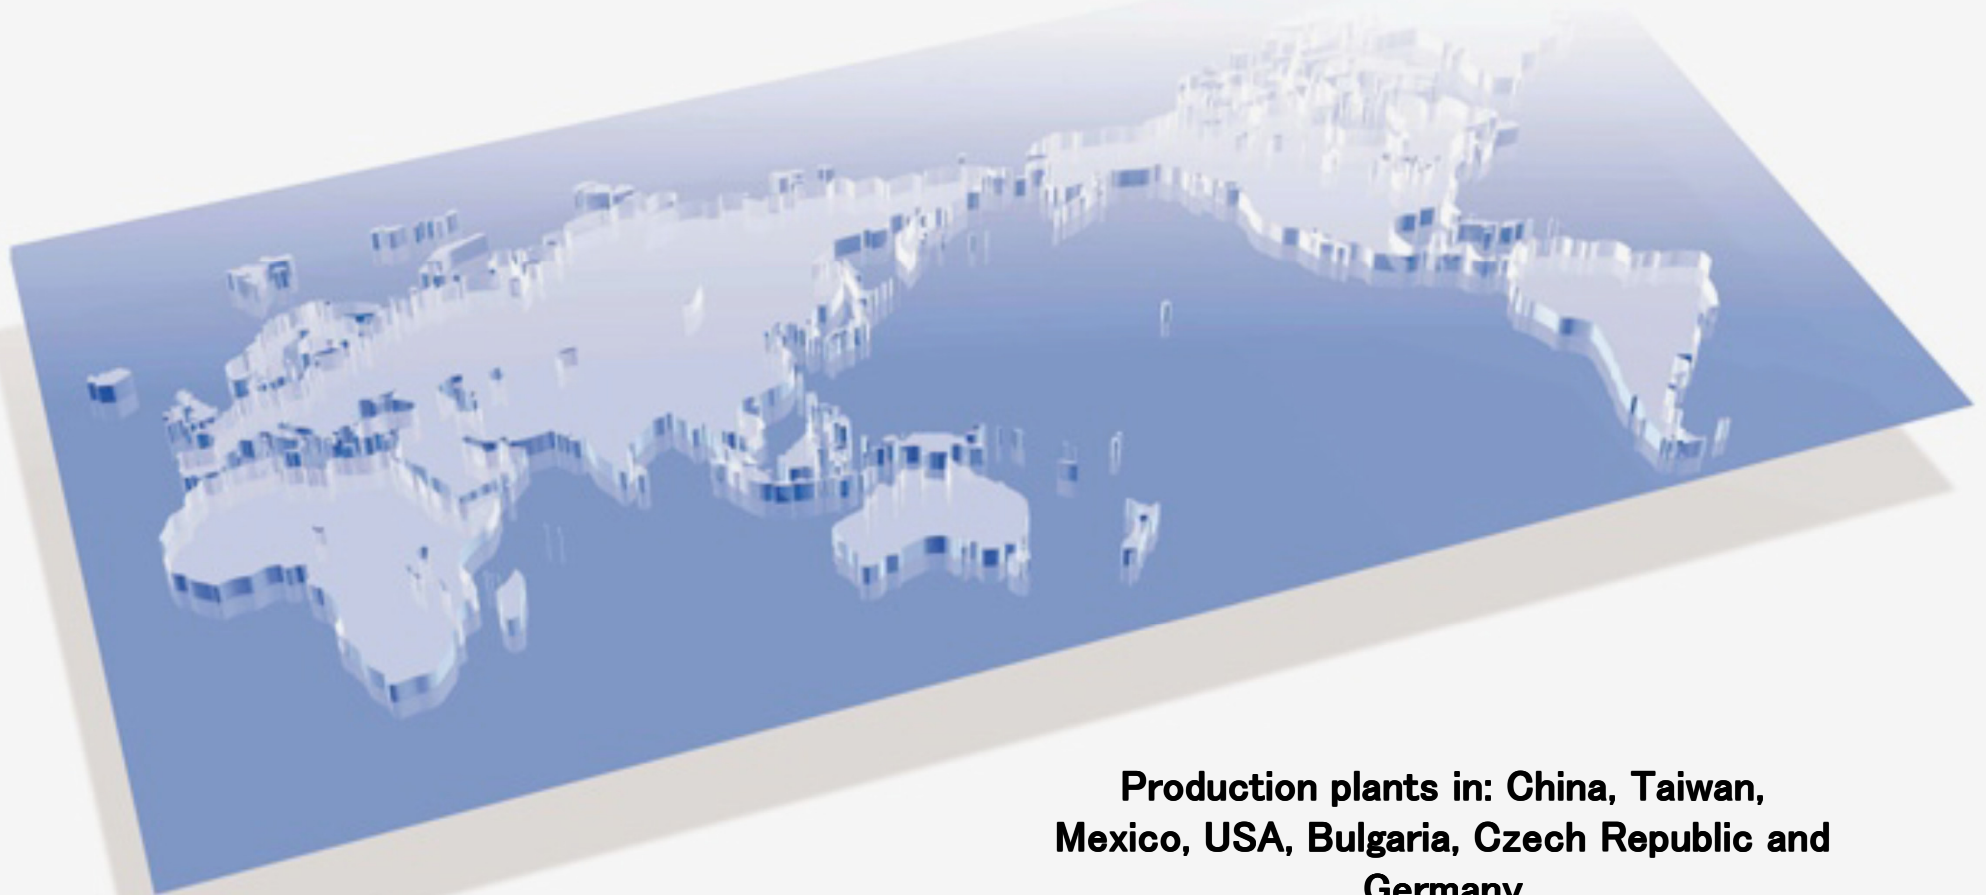 Production plants in: China, Taiwan,
Mexico, USA, Bulgaria, Czech Republic and
Germany